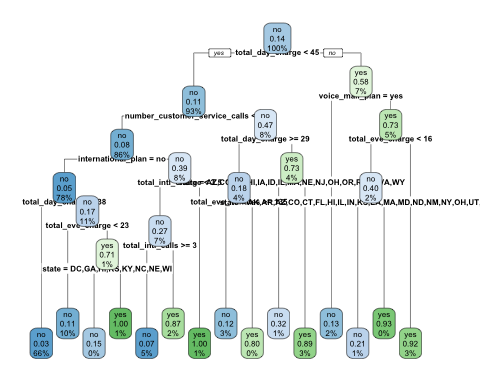 no
0.14
100%
yes
total_day_charge < 45
no
yes
0.58
7%
no
0.11
93%
voice_mail_plan = yes
number_customer_service_calls <
no
0.47
8%
yes
0.73
5%
no
0.08
86%
total_day_charge >= 29
total_eve_charge < 16
international_plan = no
no
0.39
8%
yes
0.73
4%
no
0.05
78%
no
0.18
4%
no
0.40
2%
no
0.17
11%
total_eve_charge < 23
no
0.27
7%
yes
0.71
1%
total_intl_calls >= 3
state = DC,GA,HI,KS,KY,NC,NE,WI
no
0.03
66%
no
0.11
10%
no
0.15
0%
yes
1.00
1%
no
0.07
5%
yes
0.87
2%
yes
1.00
1%
no
0.12
3%
yes
0.80
0%
no
0.32
1%
yes
0.89
3%
no
0.13
2%
no
0.21
1%
yes
0.93
0%
yes
0.92
3%